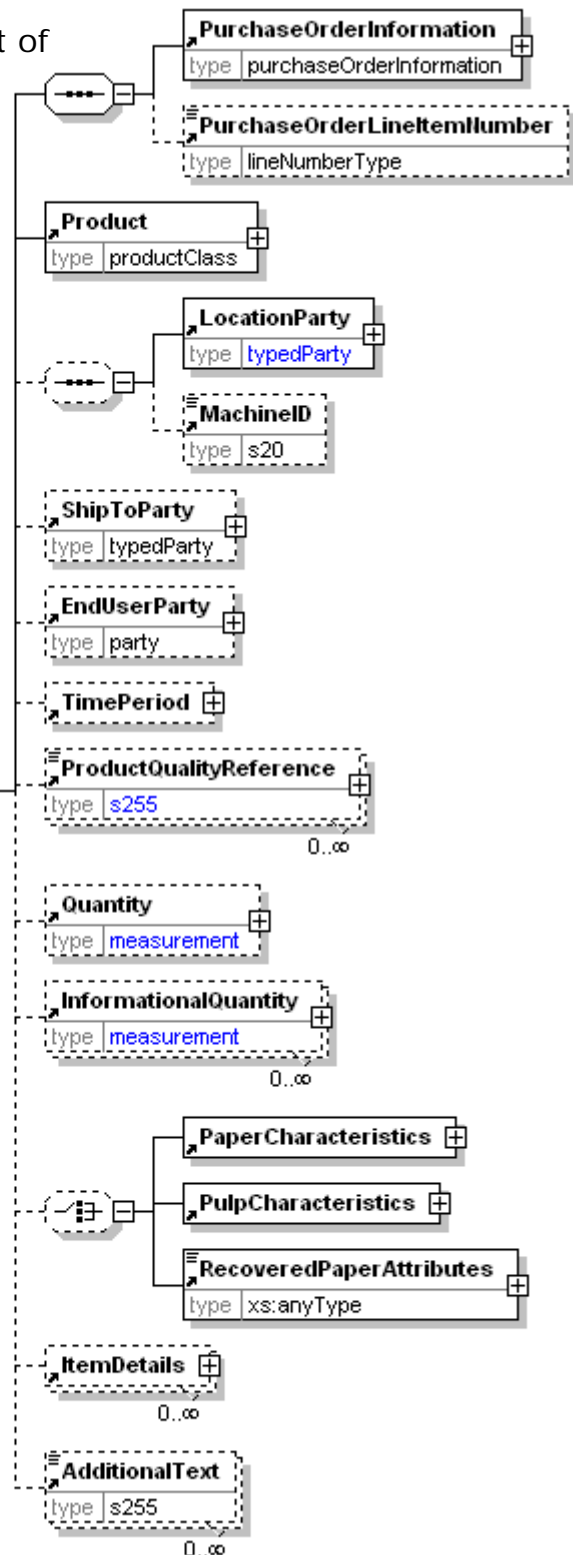 t of
PurchaseOrderInformation
type purchaseOrderInformation
PurchaseOrderLineItemNumber
type lineNumberType
Product
type productClass
LocationParty
type typedParty
MachineID
type s20
ShipToParty
type typedParty
EndUserParty
type party
TimePeriod
ProductQualityReference
type s255
0..∞
Quantity
type measurement
InformationalQuantity
type measurement
0..∞
PaperCharacteristics
PulpCharacteristics
RecoveredPaperAttributes
type xs:anyType
ItemDetails
0..∞
AdditionalText
type s255
0..∞